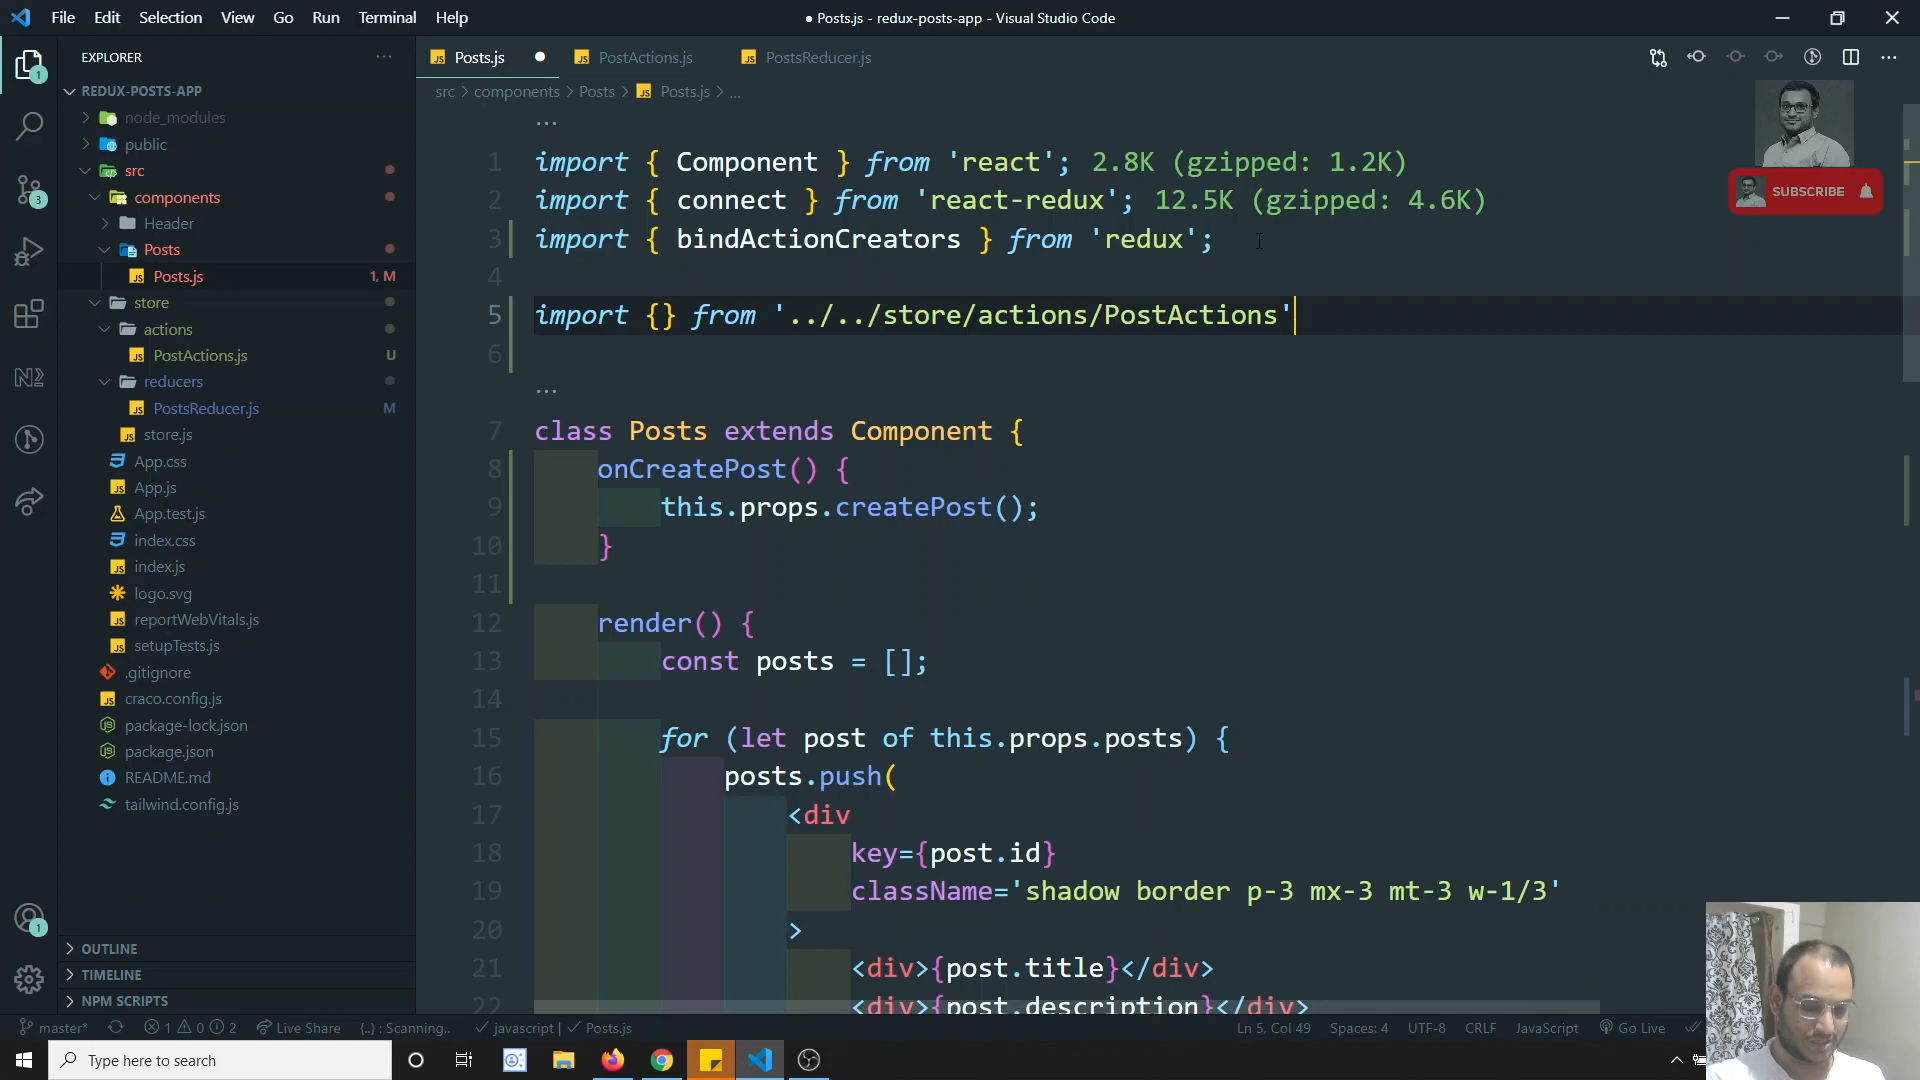 File Edit Selection View Go Run Terminal Help
● Posts.js - redux-posts-app - Visual Studio Code
EXPLORER
REDUX-POSTS-APP
node_modules
public
src
components
Header
Posts
Posts.js 1, M
store
actions
PostActions.js U
reducers
PostsReducer.js M
store.js
App.css
App.js
App.test.js
index.css
index.js
logo.svg
reportWebVitals.js
setupTests.js
.gitignore
craco.config.js
package-lock.json
package.json
README.md
tailwind.config.js
OUTLINE
TIMELINE
NPM SCRIPTS
Posts.js PostActions.js PostsReducer.js
src > components > Posts > Posts.js > ...
1 import { Component } from 'react'; 2.8K (gzipped: 1.2K)
2 import { connect } from 'react-redux'; 12.5K (gzipped: 4.6K)
3 import { bindActionCreators } from 'redux';
4
5 import {} from '../../store/actions/PostActions'
6
7 class Posts extends Component {
8 onCreatePost() {
9 this.props.createPost();
10 }
11
12 render() {
13 const posts = [];
14
15 for (let post of this.props.posts) {
16 posts.push(
17 <div
18 key={post.id}
19 className='shadow border p-3 mx-3 mt-3 w-1/3'
20 >
21 <div>{post.title}</div>
22 <div>{post.description}</div>
SUBSCRIBE
1
3
1
master* 1 0 2 Live Share {..} : Scanning.. javascript | Posts.js Ln 5, Col 49 Spaces: 4 UTF-8 CRLF JavaScript Go Live
Type here to search